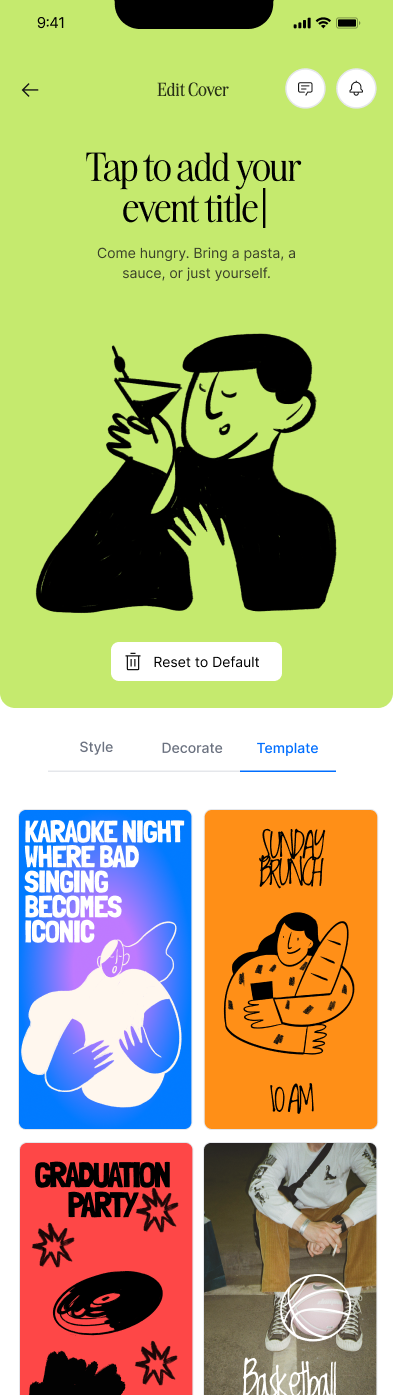 9:41
Edit Cover
Tap to add your
event title
Come hungry. Bring a pasta, a
sauce, or just yourself.
Reset to Default
Style
Decorate
Template
KARAOKE NIGHT
WHERE BAD
SINGING
BECOMES
ICONIC
SUNDAY
BRUNCH
10 AM
GRADUATION
PARTY
Basketball